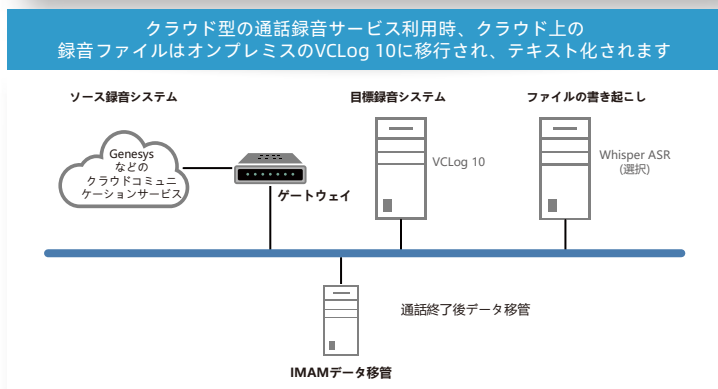 クラウド型の通話録音サービス利用時、クラウド上の
録音ファイルはオンプレミスのVCLog 10に移行され、テキスト化されます
ソース録音システム
目標録音システム
ファイルの書き起こし
Genesys
などの
クラウドコミュニ
ケーションサービス
ゲートウェイ
VCLog 10
Whisper ASR
(選択)
通話終了後データ移管
IMAMデータ移管